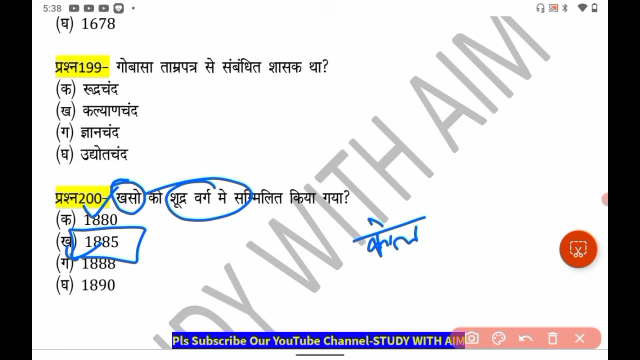 5:38
(घ) 1678
प्रश्न199- गोबासा ताम्रपत्र से संबंधित शासक था?
(क) रूद्रचंद
(ख) कल्याणचंद
(ग) ज्ञानचंद
(घ) उद्योतचंद
प्रश्न200- खसो को शूद्र वर्ग मे सम्मिलित किया गया?
(क) 1880
(ख) 1885
(ग) 1888
(घ) 1890
STUDY WITH AIM
Pls Subscribe Our YouTube Channel-STUDY WITH AIM